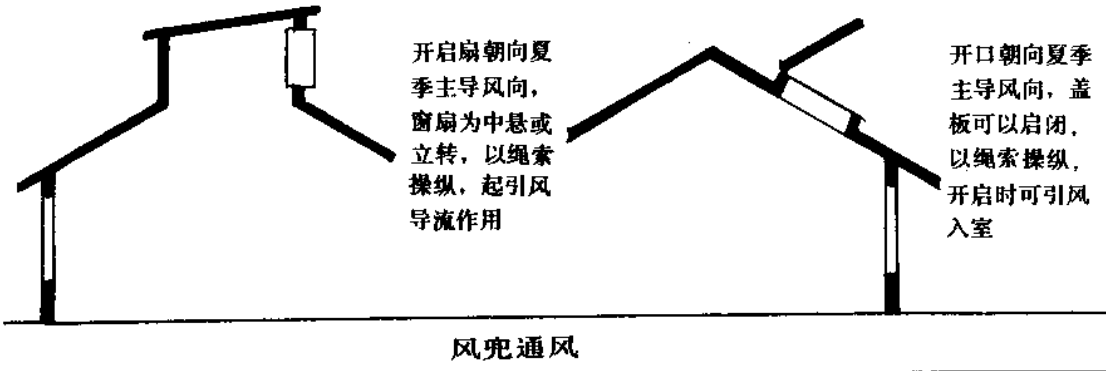 开启扇朝向夏
季主导风向，
窗扇为中悬或
立转，以绳索
操纵，起引风
导流作用
开口朝向夏季
主导风向，盖
板可以启闭，
以绳索操纵，
开启时可引风
入室
风兜通风